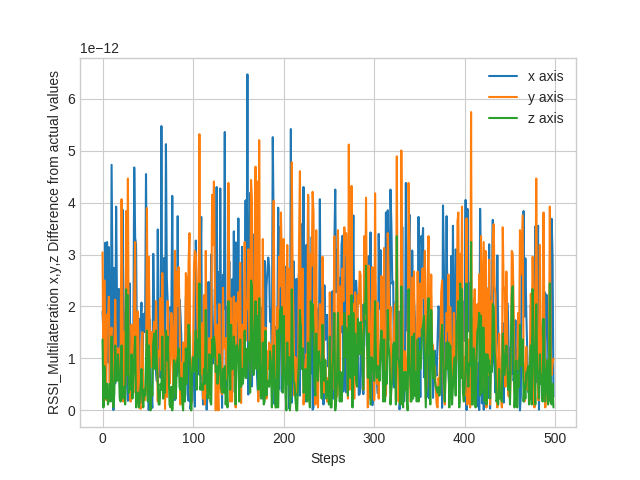 1e−12
RSSI_Multilateration x,y,z Difference from actual values
6
5
4
3
2
1
0
x axis
y axis
z axis
0 100 200 300 400 500
Steps